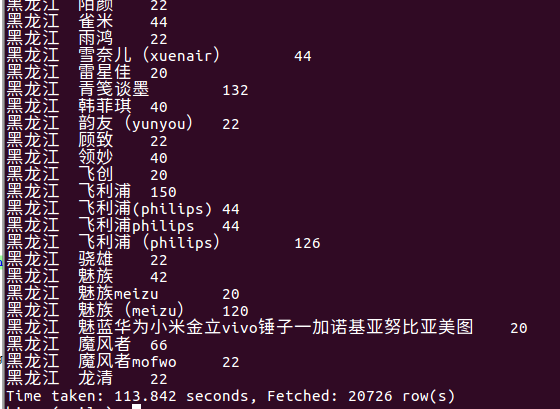 黑龙江	阳颜	22
黑龙江	雀米	44
黑龙江	雨鸿	22
黑龙江	雪奈儿（xuenair）	44
黑龙江	雷星佳	20
黑龙江	青笺谈墨	132
黑龙江	韩菲琪	40
黑龙江	韵友（yunyou）	22
黑龙江	顾致	22
黑龙江	领妙	40
黑龙江	飞创	20
黑龙江	飞利浦	150
黑龙江	飞利浦(philips)	44
黑龙江	飞利浦philips	44
黑龙江	飞利浦（philips）	126
黑龙江	骁雄	22
黑龙江	魅族	42
黑龙江	魅族meizu	20
黑龙江	魅族（meizu）	120
黑龙江	魅蓝华为小米金立vivo锤子一加诺基亚努比亚美图	20
黑龙江	魔风者	66
黑龙江	魔风者mofwo	22
黑龙江	龙清	22
Time taken: 113.842 seconds, Fetched: 20726 row(s)